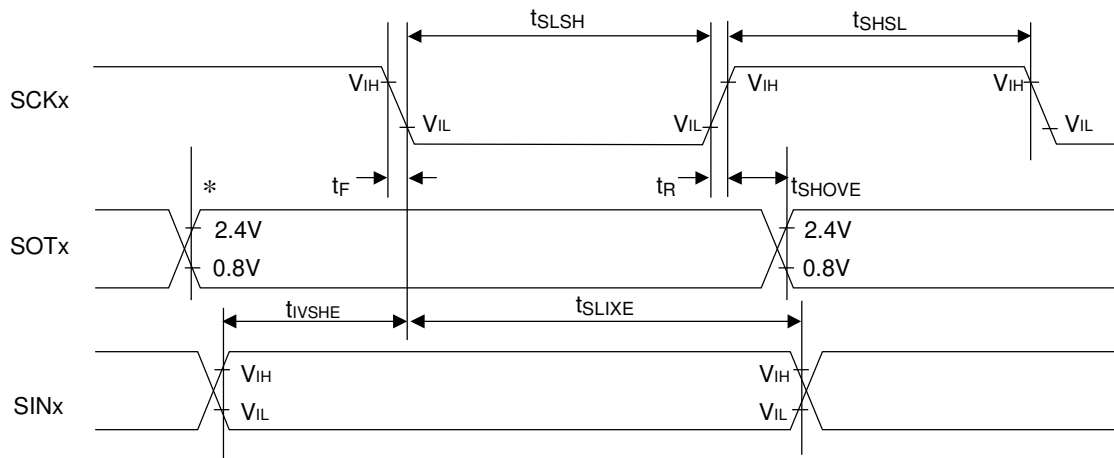 tSLSH
tSHSL
SCKx
VIH
VIL
VIL
VIH
VIH
VIL
tF
tR
tSHOVE
*
SOTx
2.4V
0.8V
2.4V
0.8V
tIVSHE
tSLIXE
SINx
VIH
VIL
VIH
VIL